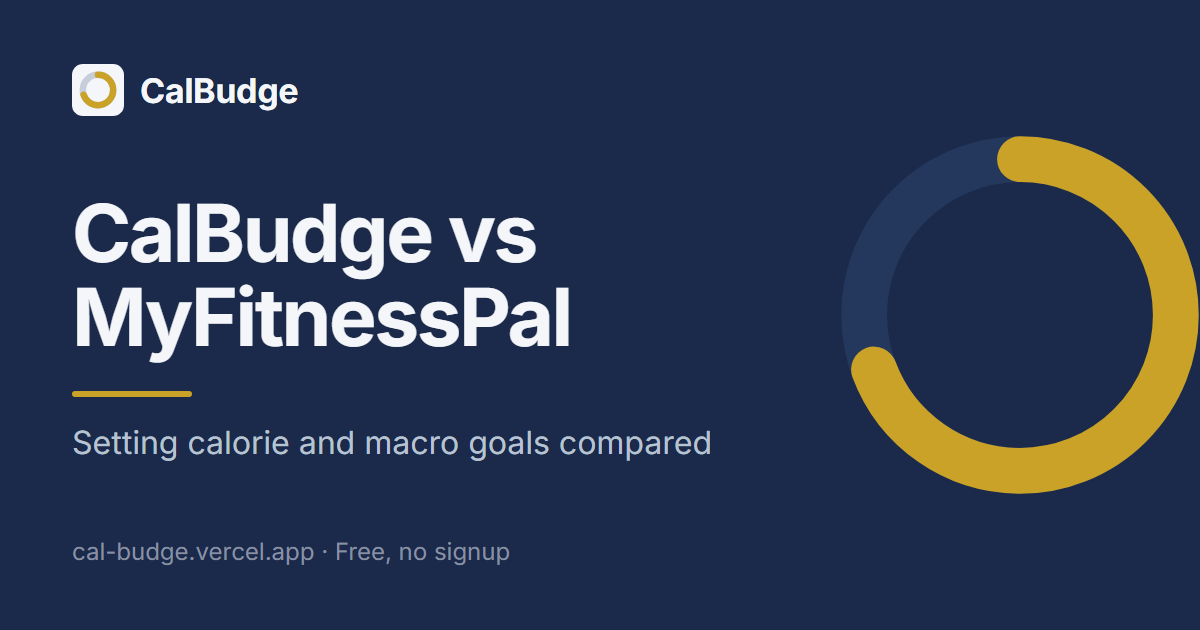 CalBudge
CalBudge vs
MyFitnessPal
Setting calorie and macro goals compared
cal-budge.vercel.app · Free, no signup